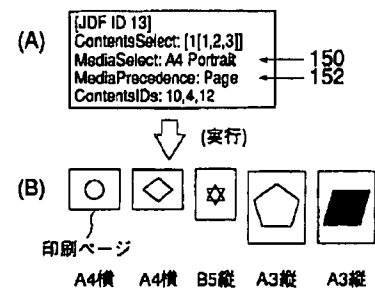 (A)
[JDF ID 13]
ContentsSelect: [1[1,2,3]]
MediaSelect: A4 Portrait
150
MediaPrecedence: Page
152
ContentsIDs: 10,4,12
(実行)
(B)
印刷ページ
A4横 A4横 B5縦 A3縦 A3縦